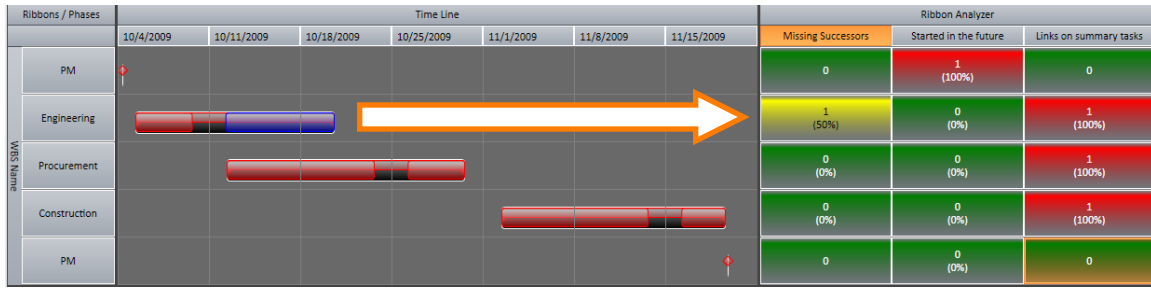 Ribbons / Phases
Time Line
Ribbon Analyzer
10/4/2009 10/11/2009 10/18/2009 10/25/2009 11/1/2009 11/8/2009 11/15/2009 Missing Successors Started in the future Links on summary tasks
WBS Name
PM 0 1 0
(100%)
Engineering 1 0 1
(50%) (0%) (100%)
Procurement 0 0 1
(0%) (0%) (100%)
Construction 0 0 1
(0%) (0%) (100%)
PM 0 0 0
(0%)